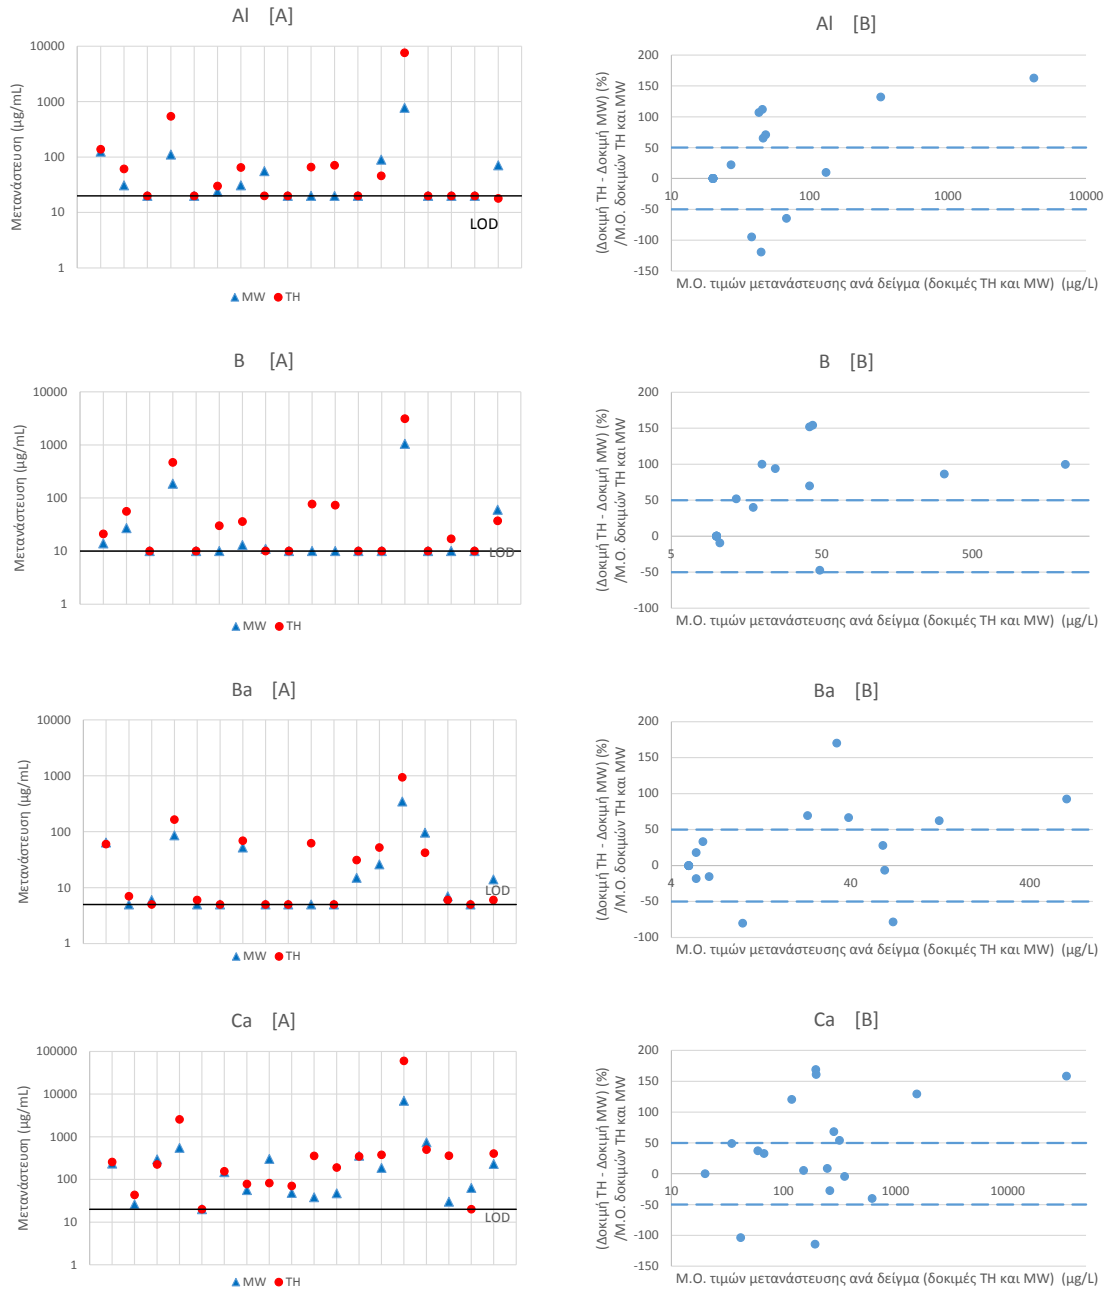 Al [A]
Μετανάστευση (μg/mL)
10000
1000
100
10
1
LOD
MW TH
Al [B]
(Δοκιμή TH - Δοκιμή MW) (%)
/Μ.Ο. δοκιμών TH και MW
200
150
100
50
0
-50
-100
-150
10 100 1000 10000
Μ.Ο. τιμών μετανάστευσης ανά δείγμα (δοκιμές TH και MW) (μg/L)
B [A]
Μετανάστευση (μg/mL)
10000
1000
100
10
1
LOD
MW TH
B [B]
(Δοκιμή TH - Δοκιμή MW) (%)
/Μ.Ο. δοκιμών TH και MW
200
150
100
50
0
-50
-100
5 50 500
Μ.Ο. τιμών μετανάστευσης ανά δείγμα (δοκιμές TH και MW) (μg/L)
Ba [A]
Μετανάστευση (μg/mL)
10000
1000
100
10
1
LOD
MW TH
Ba [B]
(Δοκιμή TH - Δοκιμή MW) (%)
/Μ.Ο. δοκιμών TH και MW
200
150
100
50
0
-50
-100
4 40 400
Μ.Ο. τιμών μετανάστευσης ανά δείγμα (δοκιμές TH και MW) (μg/L)
Ca [A]
Μετανάστευση (μg/mL)
100000
10000
1000
100
10
1
LOD
MW TH
Ca [B]
(Δοκιμή TH - Δοκιμή MW) (%)
/Μ.Ο. δοκιμών TH και MW
200
150
100
50
0
-50
-100
-150
10 100 1000 10000
Μ.Ο. τιμών μετανάστευσης ανά δείγμα (δοκιμές TH και MW) (μg/L)